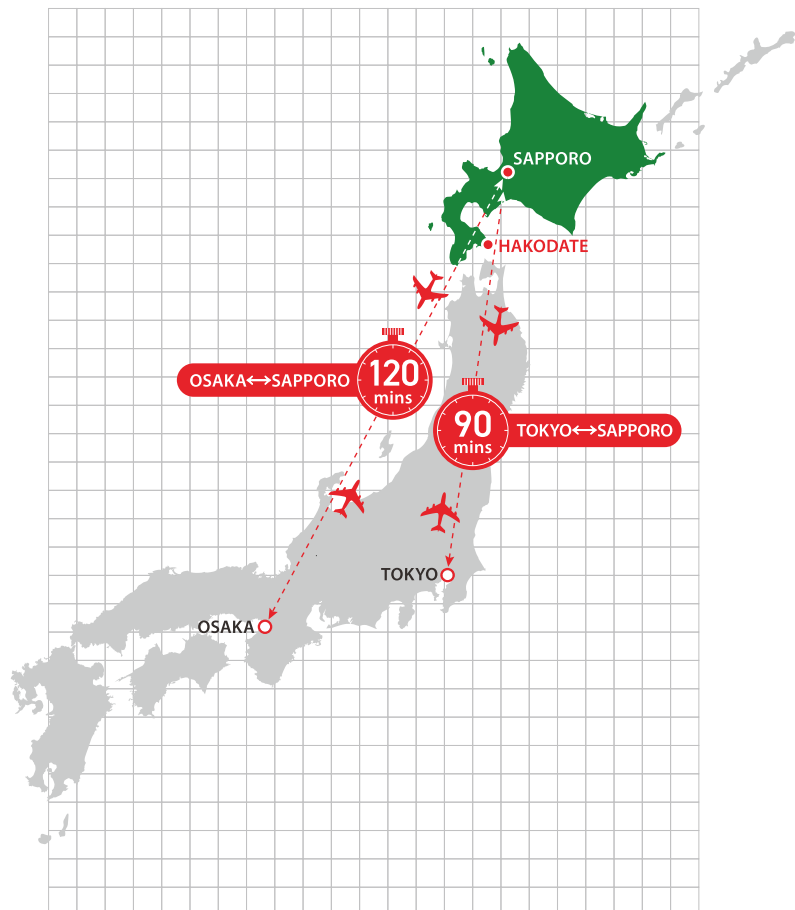 SAPPORO
HAKODATE
OSAKA↔SAPPORO
120
mins
90
mins
TOKYO↔SAPPORO
TOKYO
OSAKA